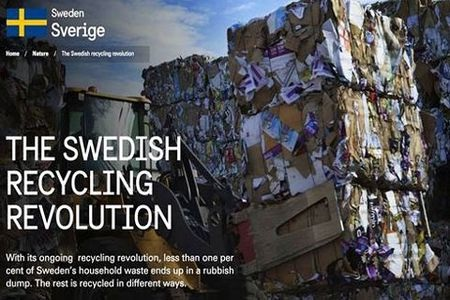 Sweden
Sverige
Home / Nature / The Swedish recycling revolution
THE SWEDISH
RECYCLING
REVOLUTION
With its ongoing recycling revolution, less than one per
cent of Sweden's household waste ends up in a rubbish
dump. The rest is recycled in different ways.